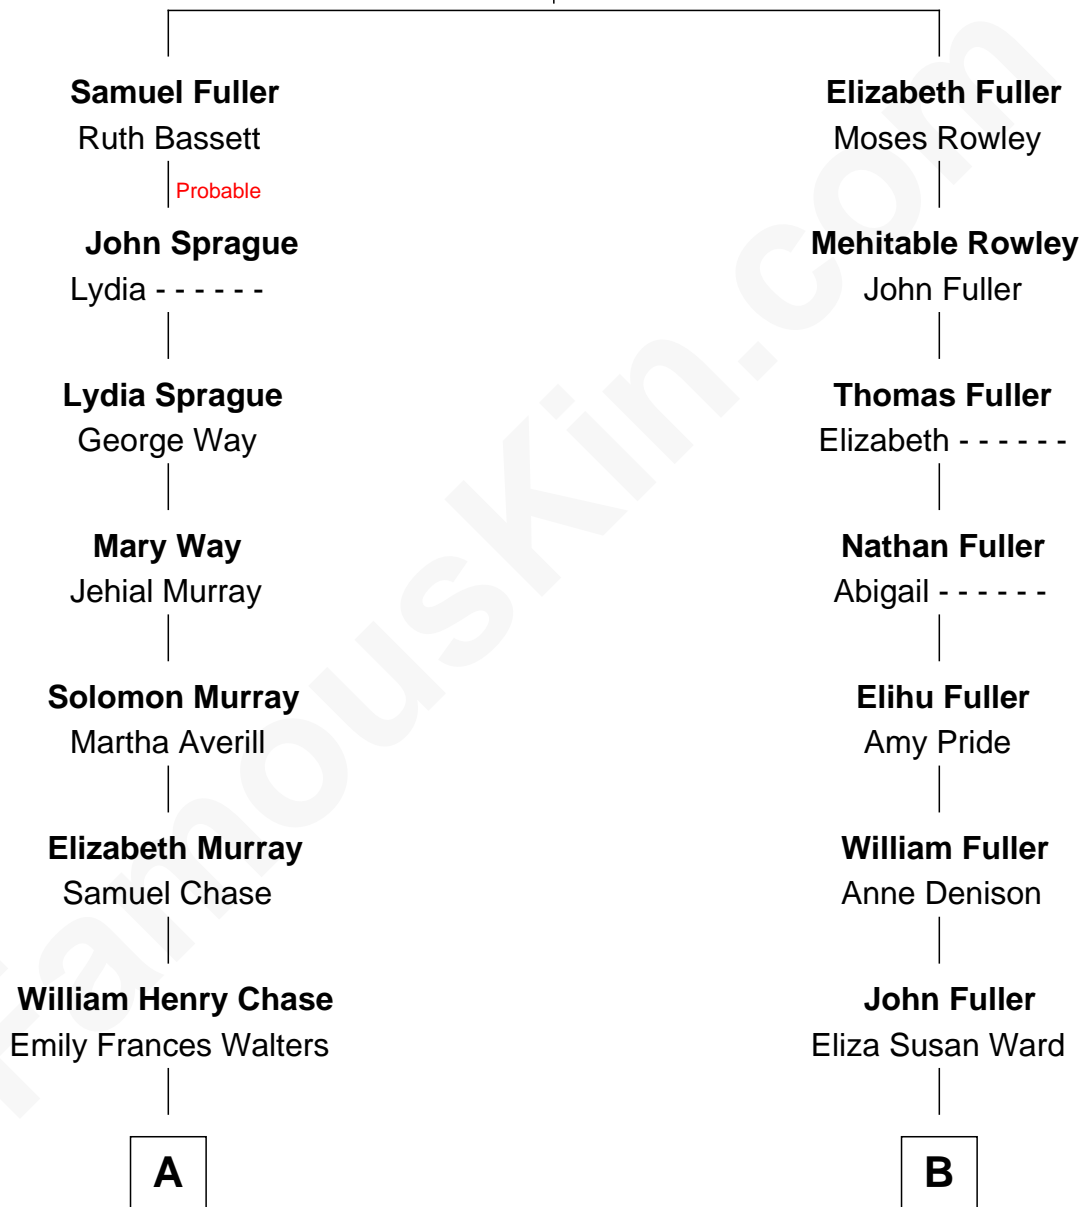 Samuel Fuller
Ruth Bassett
Probable
John Sprague
Lydia - - - - - -
Lydia Sprague
George Way
Mary Way
Jehial Murray
Solomon Murray
Martha Averill
Elizabeth Murray
Samuel Chase
William Henry Chase
Emily Frances Walters
A
Elizabeth Fuller
Moses Rowley
Mehitable Rowley
John Fuller
Thomas Fuller
Elizabeth - - - - - -
Nathan Fuller
Abigail - - - - - -
Elihu Fuller
Amy Pride
William Fuller
Anne Denison
John Fuller
Eliza Susan Ward
B
FamousKin.com